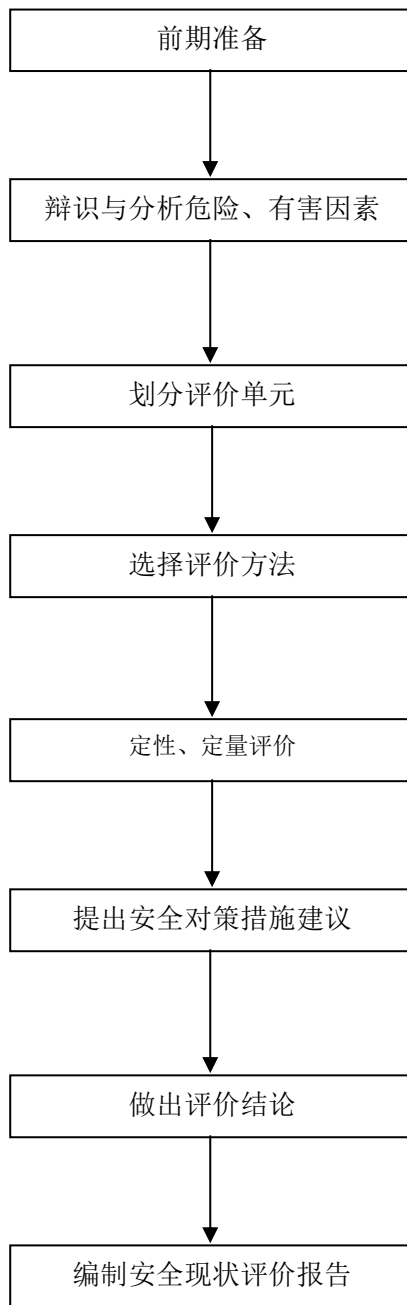 前期准备
辩识与分析危险、有害因素
划分评价单元
选择评价方法
定性、定量评价
提出安全对策措施建议
做出评价结论
编制安全现状评价报告